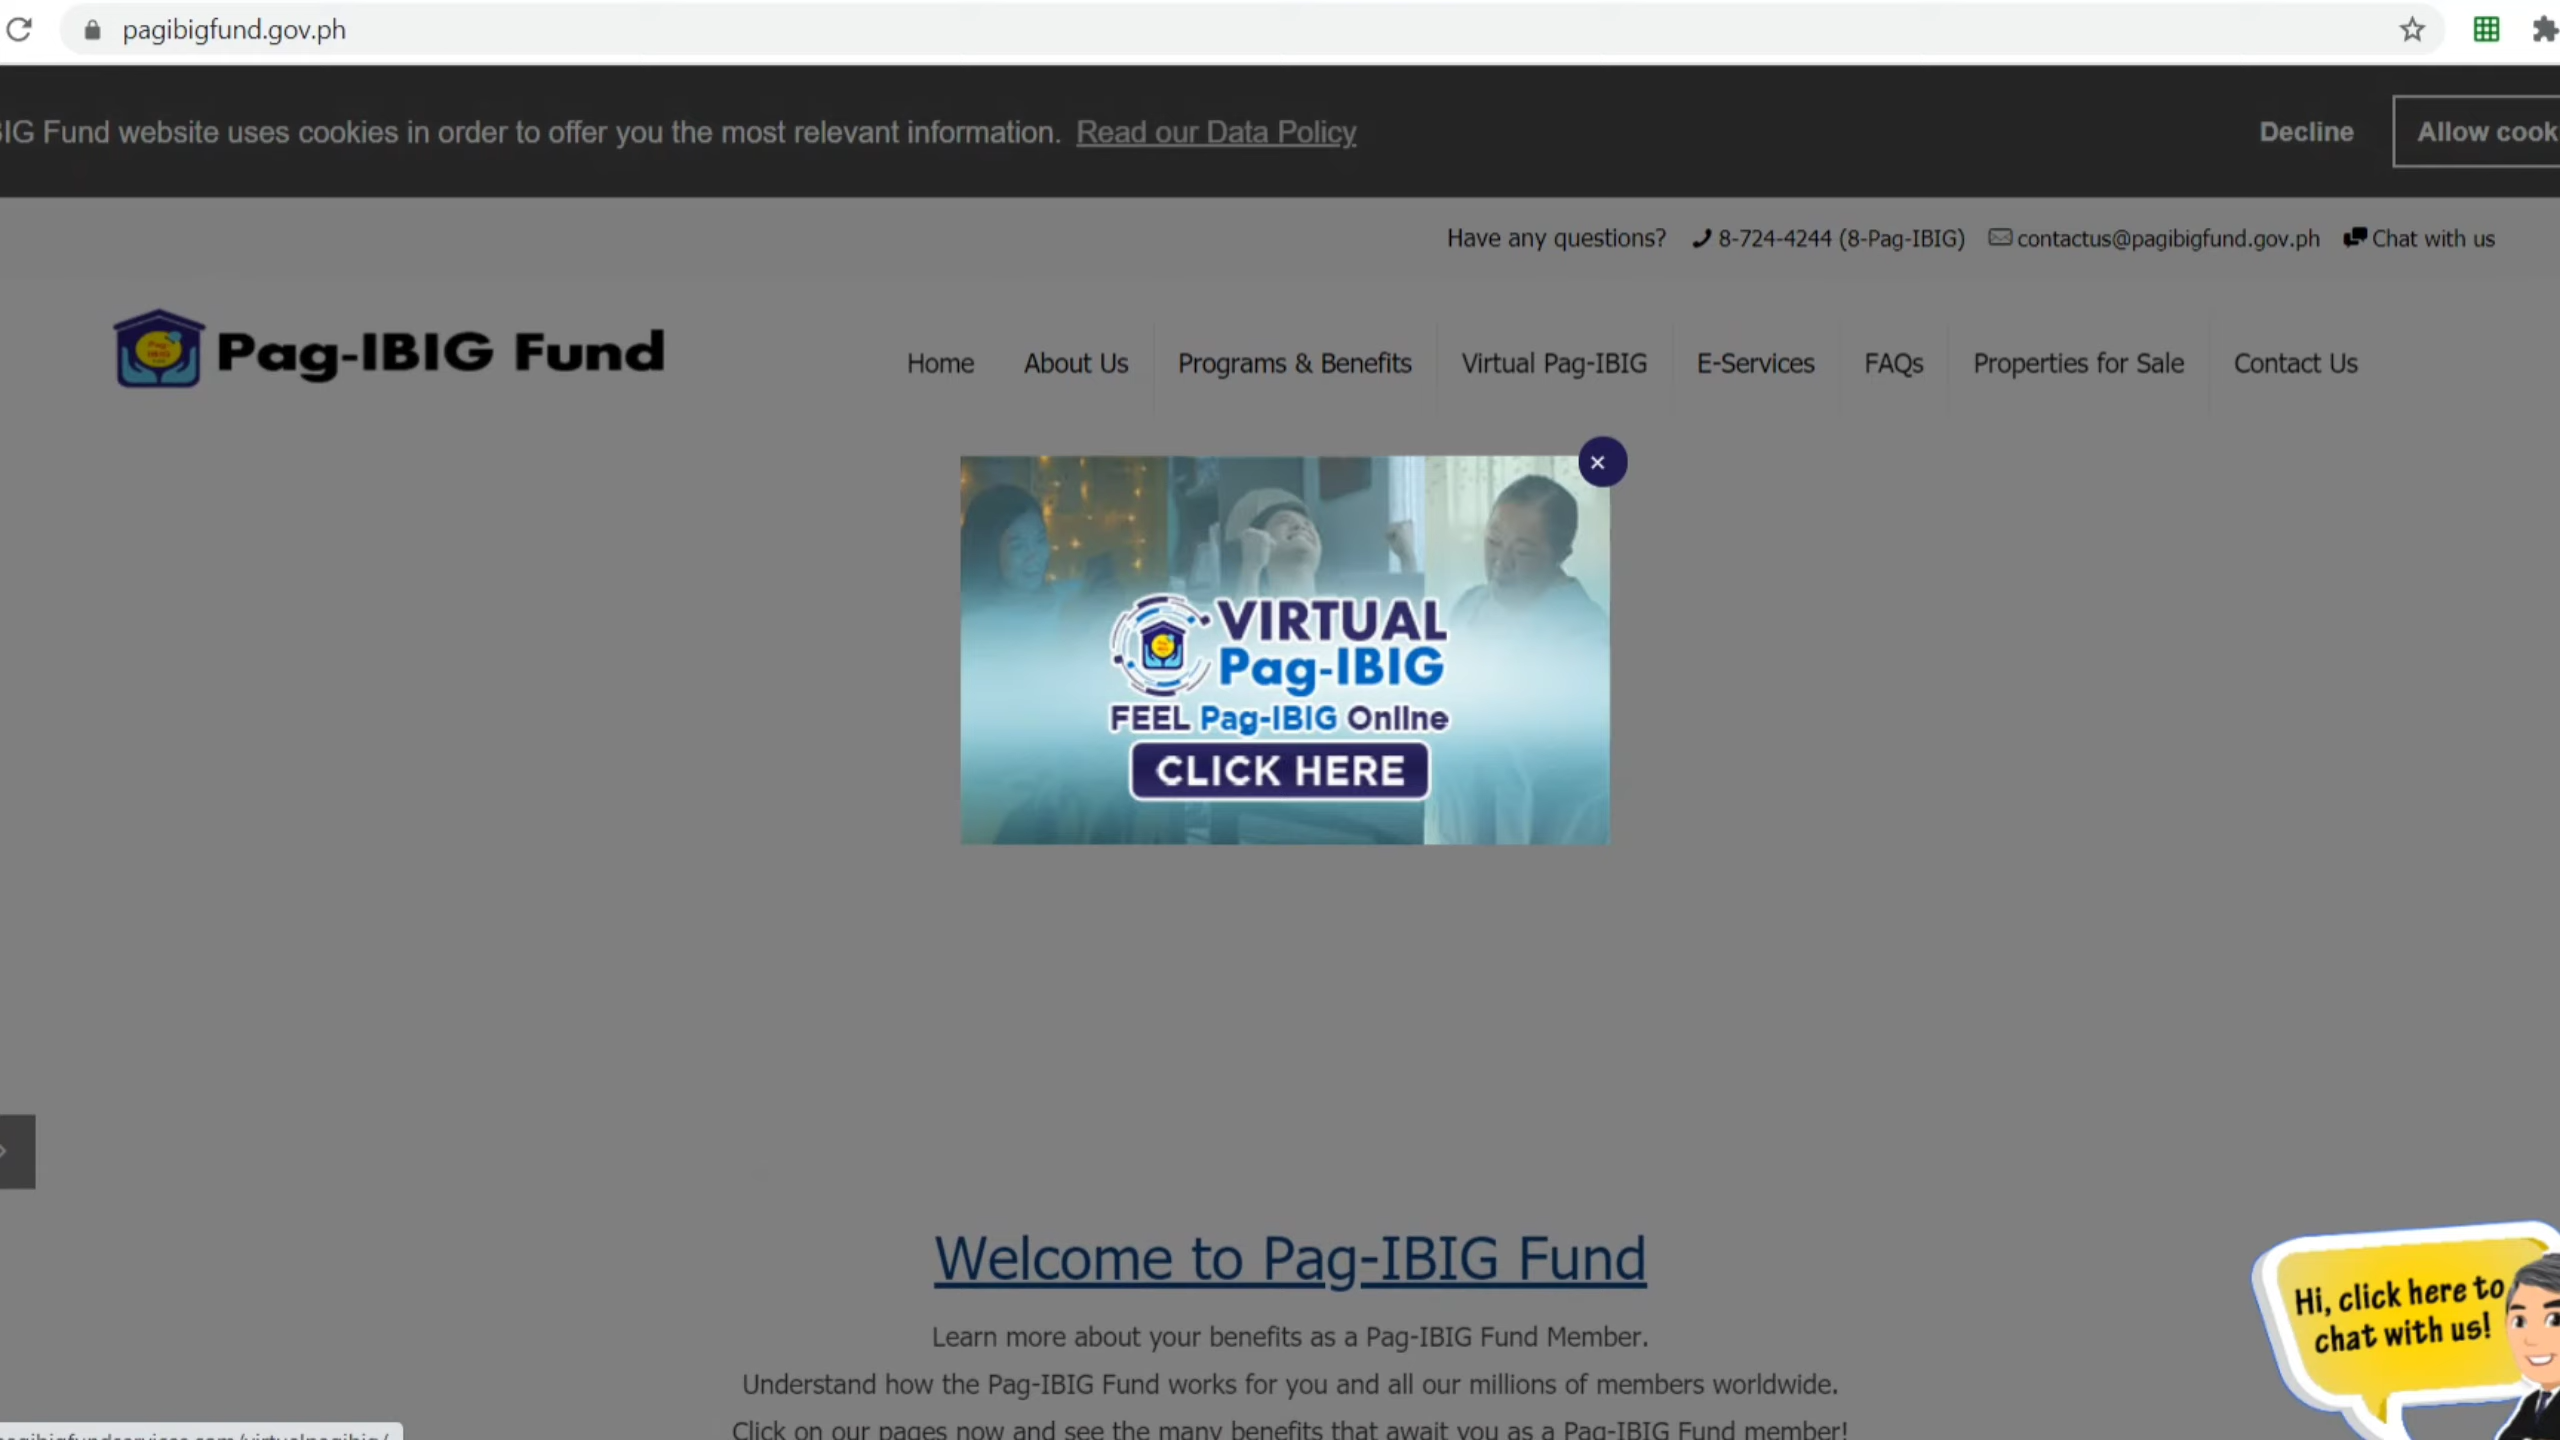 pagibigfund.gov.ph
IG Fund website uses cookies in order to offer you the most relevant information. Read our Data Policy
Decline
Allow cook
Have any questions? 8-724-4244 (8-Pag-IBIG) contactus@pagibigfund.gov.ph Chat with us
Pag-IBIG Fund
Home About Us Programs & Benefits Virtual Pag-IBIG E-Services FAQs Properties for Sale Contact Us
VIRTUAL
Pag-IBIG
FEEL Pag-IBIG Online
CLICK HERE
Welcome to Pag-IBIG Fund
Learn more about your benefits as a Pag-IBIG Fund Member.
Understand how the Pag-IBIG Fund works for you and all our millions of members worldwide.
Click on our pages now and see the many benefits that await you as a Pag-IBIG Fund member!
Hi, click here to
chat with us!